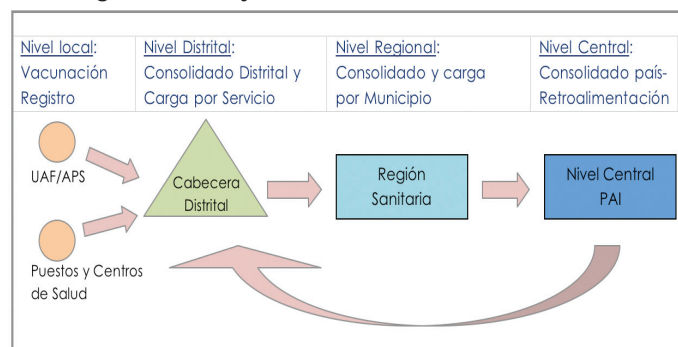 Nivel local:
Vacunación
Registro
Nivel Distrital:
Consolidado Distrital y
Carga por Servicio
Nivel Regional:
Consolidado y carga
por Municipio
Nivel Central:
Consolidado país-
Retroalimentación
UAF/APS
Puestos y Centros
de Salud
Cabecera
Distrital
Región
Sanitaria
Nivel Central
PAI